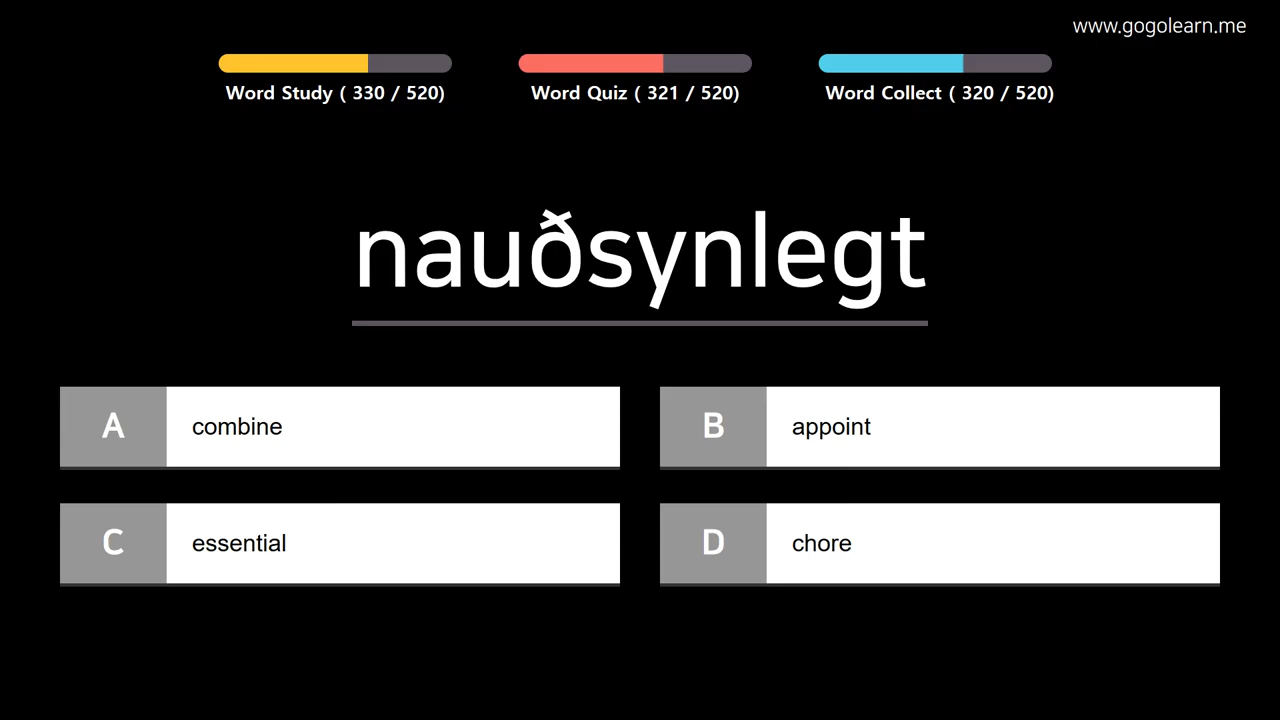 www.gogolearn.me
Word Study ( 330 / 520)
Word Quiz ( 321 / 520)
Word Collect ( 320 / 520)
nauðsynlegt
A
combine
B
appoint
C
essential
D
chore